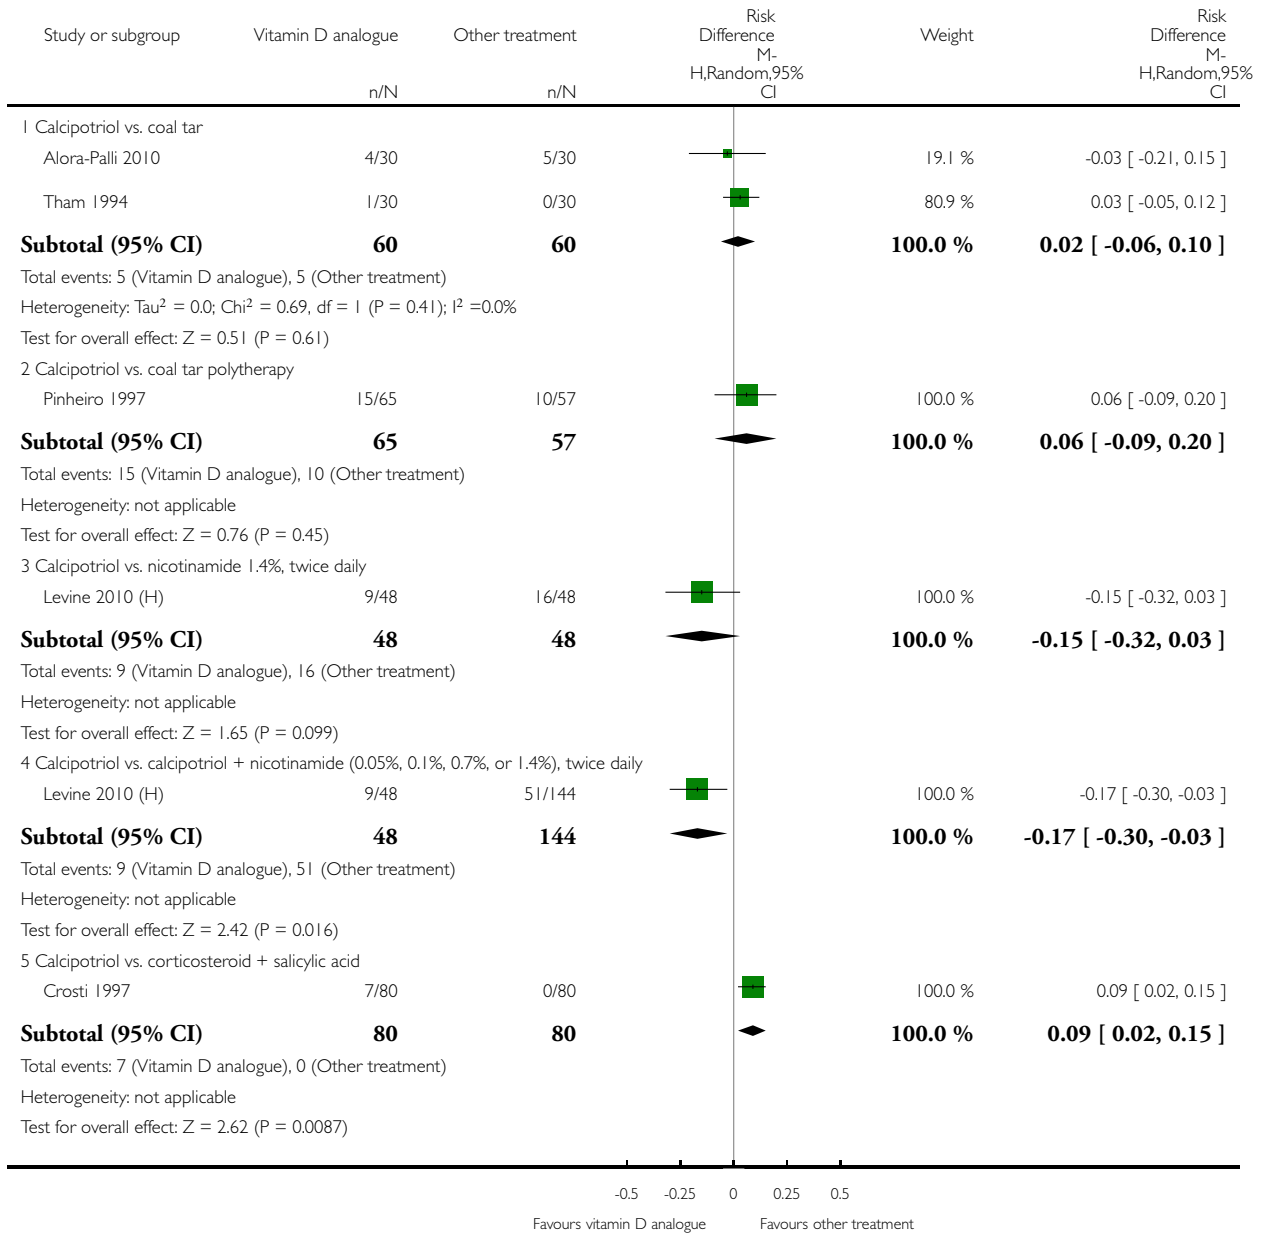 Risk Risk
Study or subgroup Vitamin D analogue Other treatment Difference Weight Difference
M- M-
H,Random,95% H,Random,95%
n/N n/N CI CI
1 Calcipotriol vs. coal tar
Alora-Palli 2010 4/30 5/30 19.1 % -0.03 [ -0.21, 0.15 ]
Tham 1994 1/30 0/30 80.9 % 0.03 [ -0.05, 0.12 ]
Subtotal (95% CI) 60 60 100.0 % 0.02 [ -0.06, 0.10 ]
Total events: 5 (Vitamin D analogue), 5 (Other treatment)
Heterogeneity: Tau² = 0.0; Chi² = 0.69, df = 1 (P = 0.41); I² =0.0%
Test for overall effect: Z = 0.51 (P = 0.61)
2 Calcipotriol vs. coal tar polytherapy
Pinheiro 1997 15/65 10/57 100.0 % 0.06 [ -0.09, 0.20 ]
Subtotal (95% CI) 65 57 100.0 % 0.06 [ -0.09, 0.20 ]
Total events: 15 (Vitamin D analogue), 10 (Other treatment)
Heterogeneity: not applicable
Test for overall effect: Z = 0.76 (P = 0.45)
3 Calcipotriol vs. nicotinamide 1.4%, twice daily
Levine 2010 (H) 9/48 16/48 100.0 % -0.15 [ -0.32, 0.03 ]
Subtotal (95% CI) 48 48 100.0 % -0.15 [ -0.32, 0.03 ]
Total events: 9 (Vitamin D analogue), 16 (Other treatment)
Heterogeneity: not applicable
Test for overall effect: Z = 1.65 (P = 0.099)
4 Calcipotriol vs. calcipotriol + nicotinamide (0.05%, 0.1%, 0.7%, or 1.4%), twice daily
Levine 2010 (H) 9/48 51/144 100.0 % -0.17 [ -0.30, -0.03 ]
Subtotal (95% CI) 48 144 100.0 % -0.17 [ -0.30, -0.03 ]
Total events: 9 (Vitamin D analogue), 51 (Other treatment)
Heterogeneity: not applicable
Test for overall effect: Z = 2.42 (P = 0.016)
5 Calcipotriol vs. corticosteroid + salicylic acid
Crosti 1997 7/80 0/80 100.0 % 0.09 [ 0.02, 0.15 ]
Subtotal (95% CI) 80 80 100.0 % 0.09 [ 0.02, 0.15 ]
Total events: 7 (Vitamin D analogue), 0 (Other treatment)
Heterogeneity: not applicable
Test for overall effect: Z = 2.62 (P = 0.0087)
-0.5 -0.25 0 0.25 0.5
Favours vitamin D analogue Favours other treatment